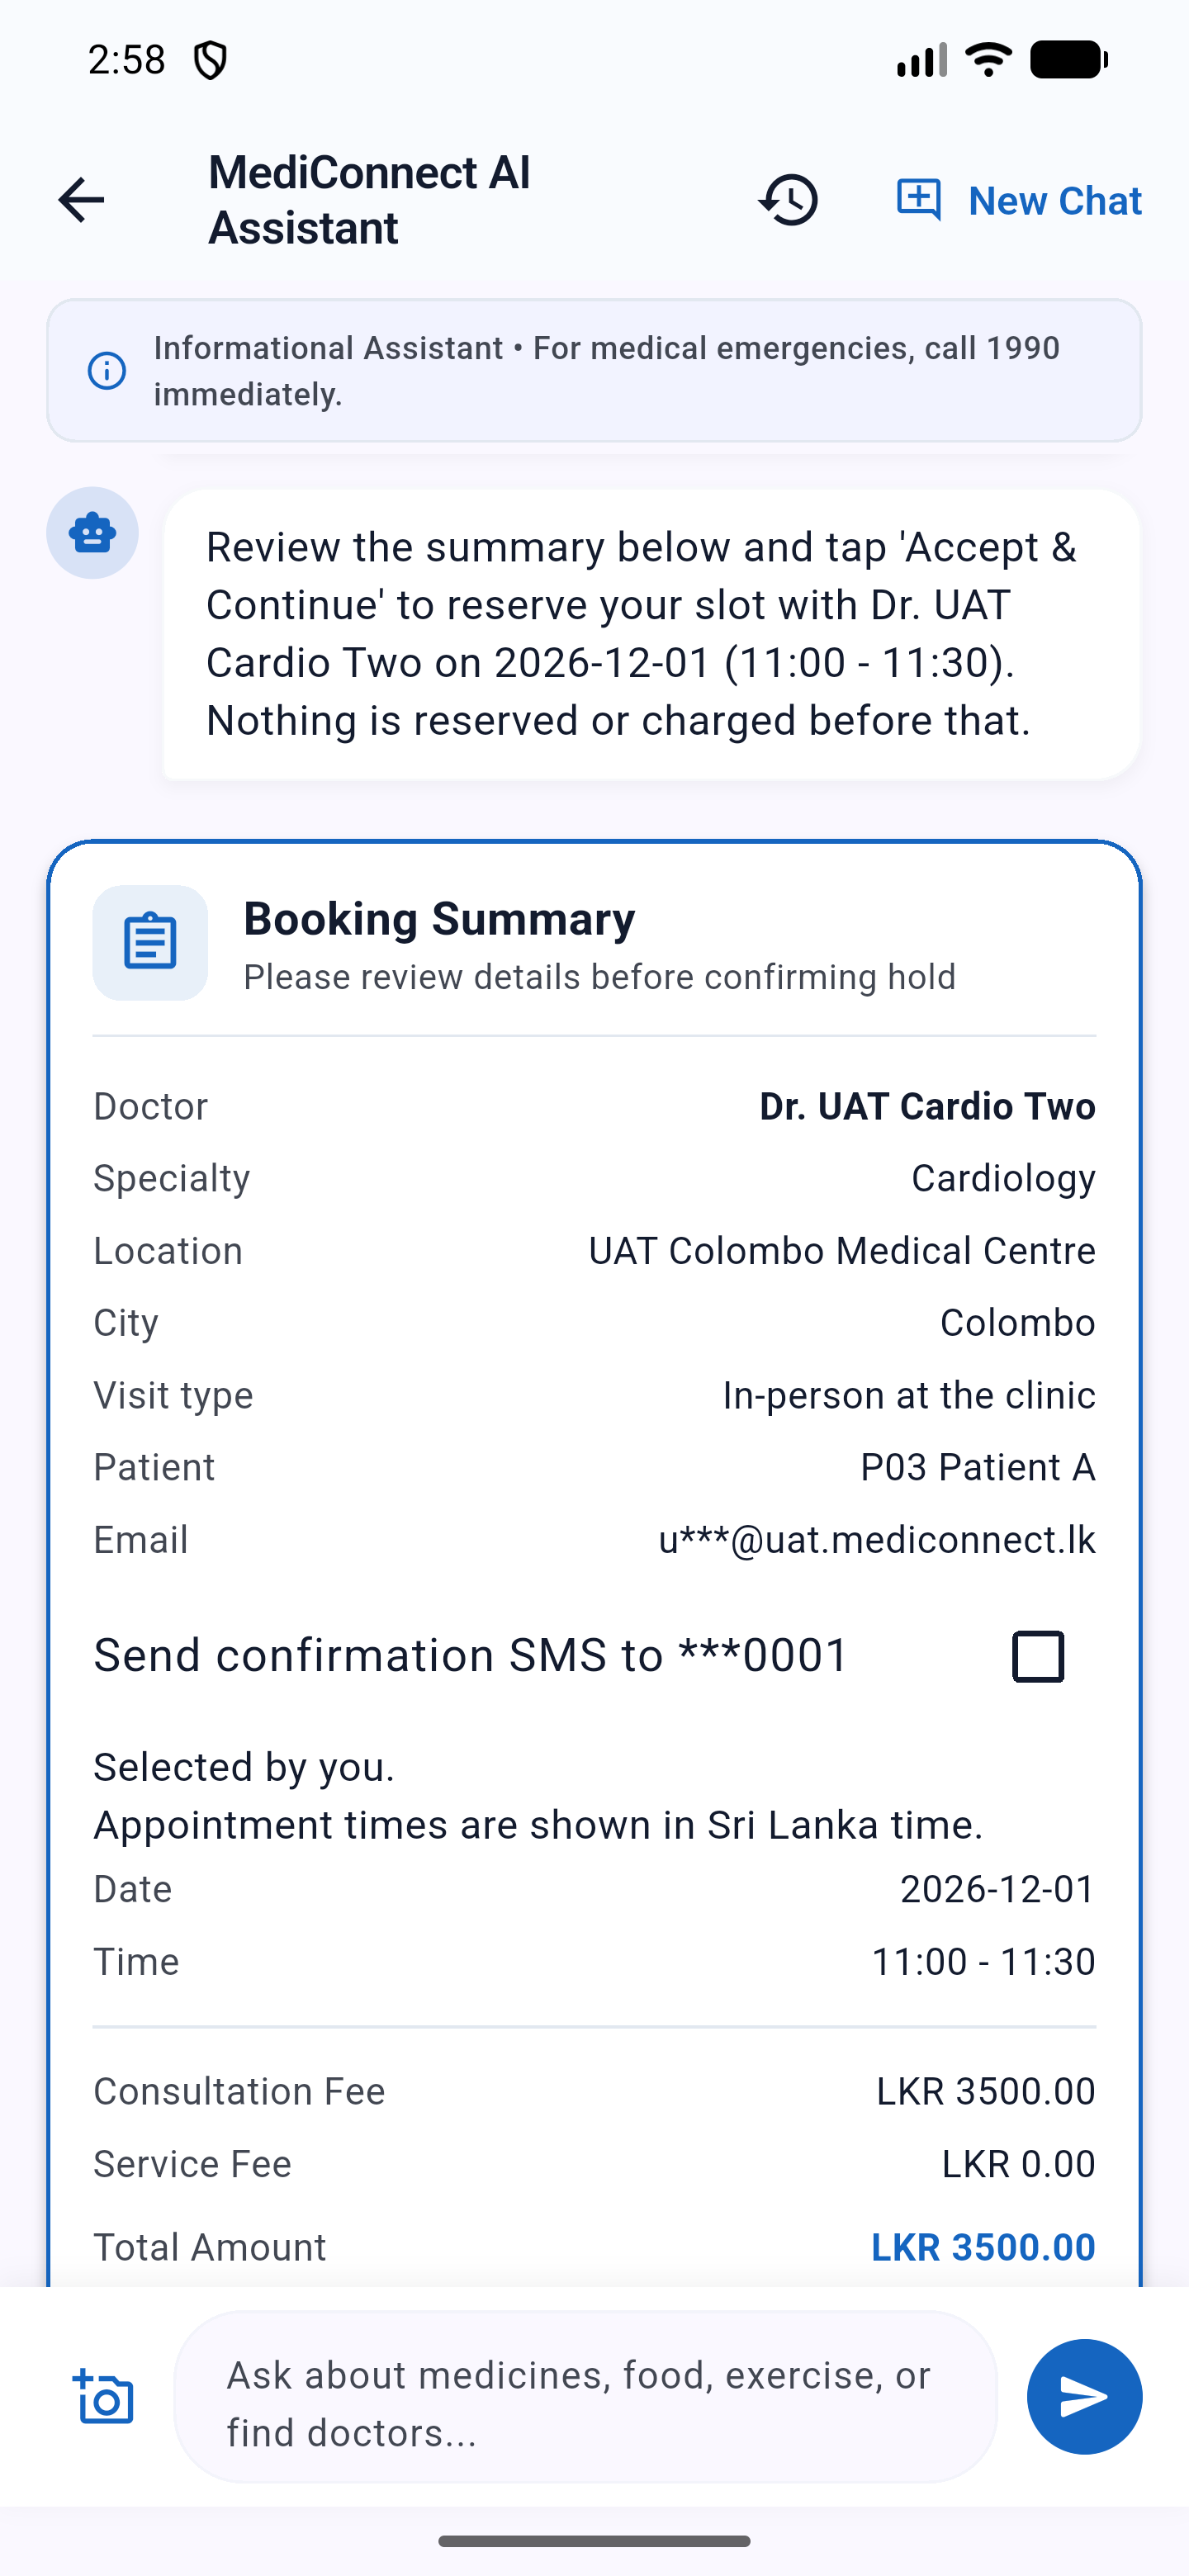 2:58
MediConnect AI
Assistant
New Chat
Informational Assistant • For medical emergencies, call 1990
immediately.
Review the summary below and tap 'Accept &
Continue' to reserve your slot with Dr. UAT
Cardio Two on 2026-12-01 (11:00 - 11:30).
Nothing is reserved or charged before that.
Booking Summary
Please review details before confirming hold
Doctor Dr. UAT Cardio Two
Specialty Cardiology
Location UAT Colombo Medical Centre
City Colombo
Visit type In-person at the clinic
Patient P03 Patient A
Email u***@uat.mediconnect.lk
Send confirmation SMS to ***0001
Selected by you.
Appointment times are shown in Sri Lanka time.
Date 2026-12-01
Time 11:00 - 11:30
Consultation Fee LKR 3500.00
Service Fee LKR 0.00
Total Amount LKR 3500.00
Ask about medicines, food, exercise, or
find doctors...